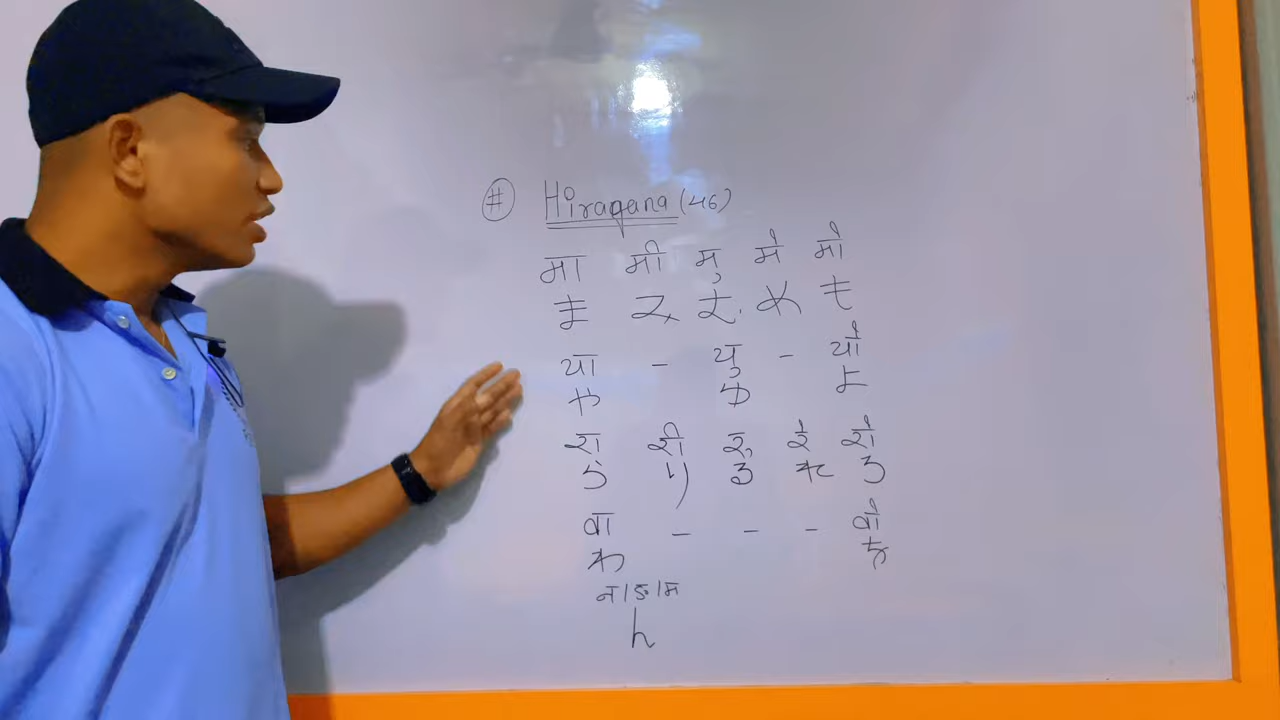 # Hiragana (46)
मा मी मु मे मो
ま み む め も
या - यु - यो
や ゆ よ
रा री रु रे रो
ら り る れ ろ
वा - - - वो
わ を
न/ङ/म
ん